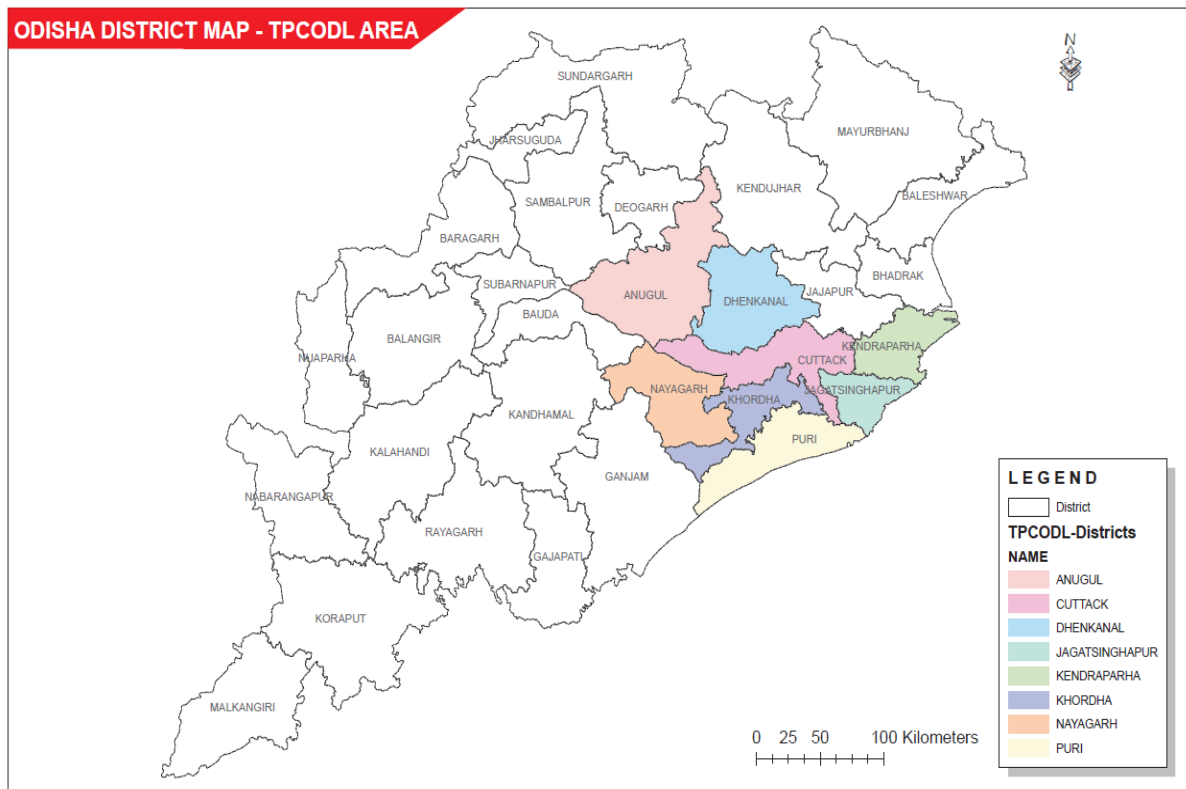 ODISHA DISTRICT MAP - TPCODL AREA
N
SUNDARGARH
MAYURBHANJ
JHARSUGUDA
KENDUJHAR
BALESHWAR
SAMBALPUR
DEOGARH
BARAGARH
BHADRAK
SUBARNAPUR
ANUGUL
DHENKANAL
JAJAPUR
BAUDA
BALANGIR
KENDRAPARHA
NUAPARHA
CUTTACK
NAYAGARH
JAGATSINGHAPUR
KHORDHA
KANDHAMAL
PURI
KALAHANDI
GANJAM
NABARANGAPUR
RAYAGARH
GAJAPATI
KORAPUT
MALKANGIRI
LEGEND
District
TPCODL-Districts
NAME
ANUGUL
CUTTACK
DHENKANAL
JAGATSINGHAPUR
KENDRAPARHA
KHORDHA
NAYAGARH
PURI
0 25 50 100 Kilometers